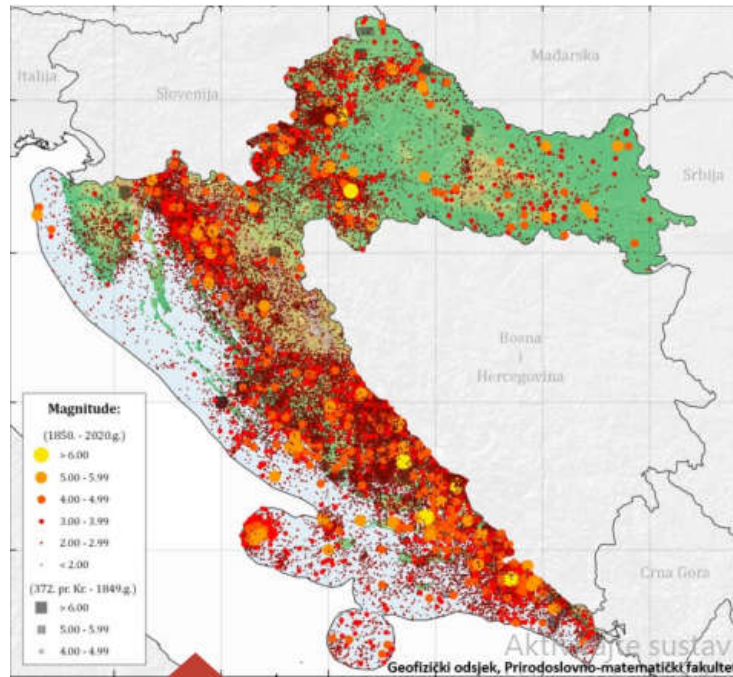 Italija
Slovenija
Mađarska
Srbija
Bosna
i
Hercegovina
Crna Gora
Magnitude:
(1850. - 2020.g.)
> 6.00
5.00 - 5.99
4.00 - 4.99
3.00 - 3.99
2.00 - 2.99
< 2.00
(372. pr. Kr. - 1849.g.)
> 6.00
5.00 - 5.99
4.00 - 4.99
Aktivirajte sustav
Geofizički odsjek, Prirodoslovno-matematički fakultet